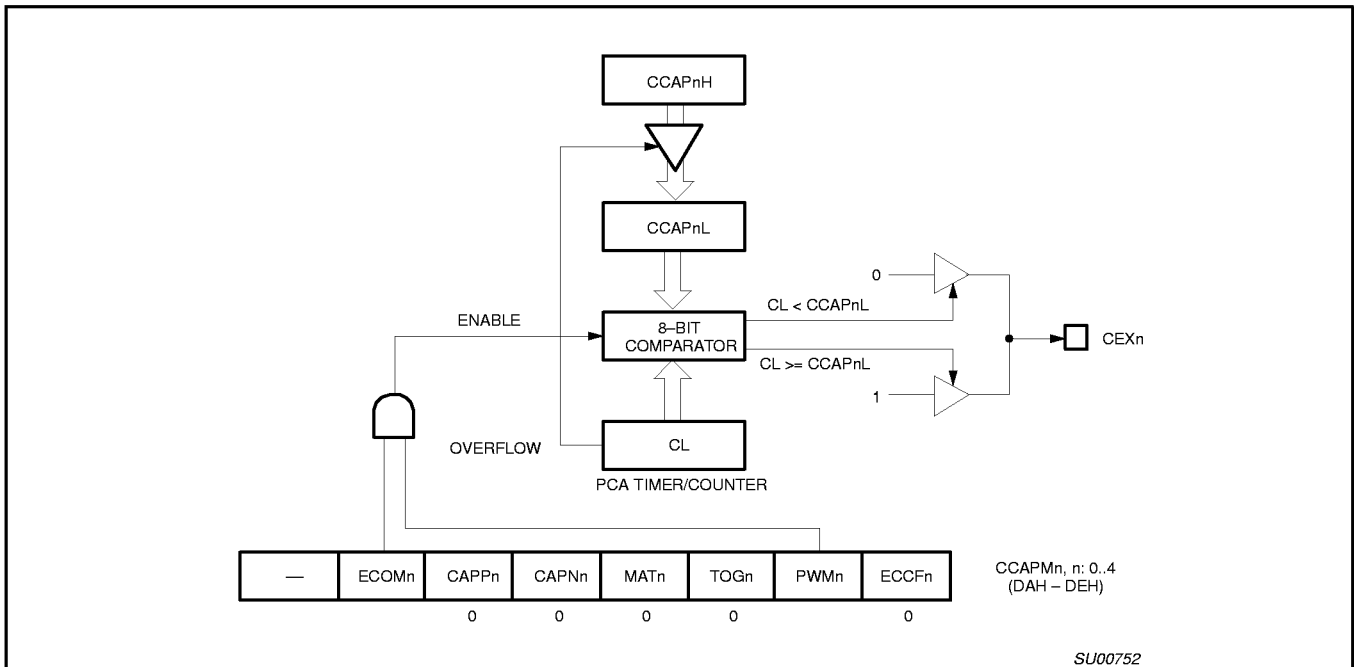 CCAPnH
CCAPnL
0
CL < CCAPnL
ENABLE
8–BIT
COMPARATOR
CEXn
CL >= CCAPnL
1
OVERFLOW
CL
PCA TIMER/COUNTER
— ECOMn CAPPn CAPNn MATn TOGn PWMn ECCFn
CCAPMn, n: 0..4
(DAH – DEH)
0 0 0 0 0
SU00752